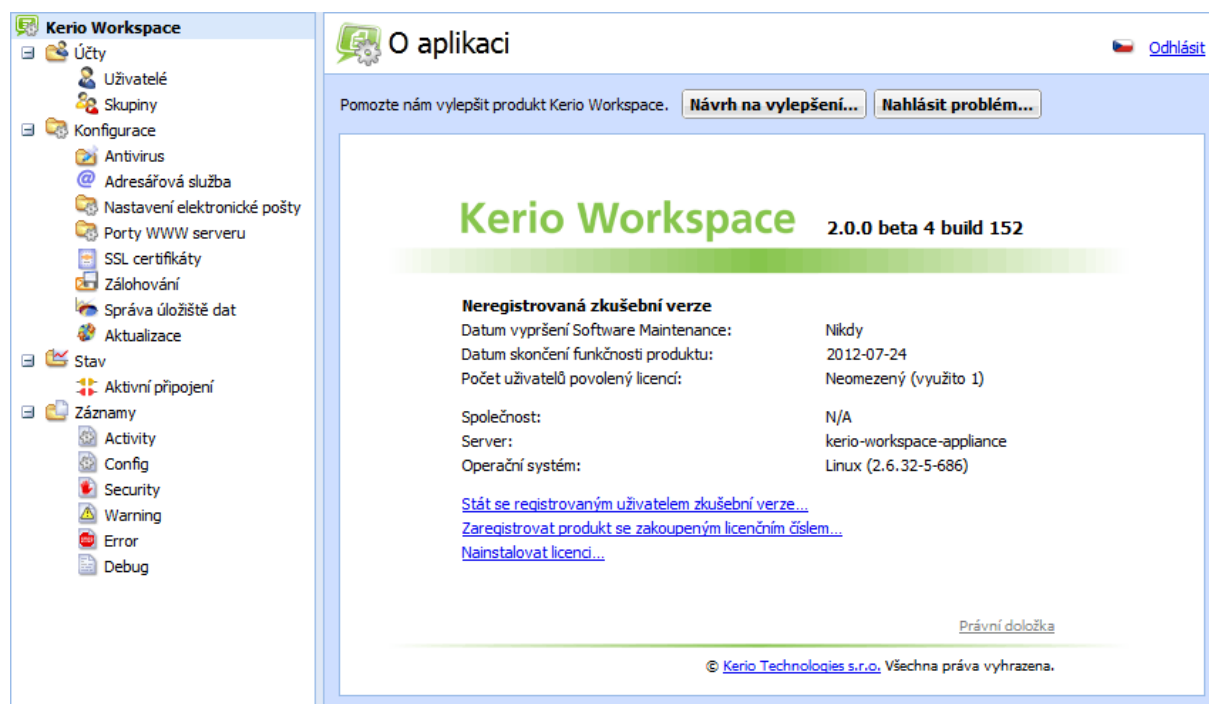 Kerio Workspace
Účty
Uživatelé
Skupiny
Konfigurace
Antivirus
Adresářová služba
Nastavení elektronické pošty
Porty WWW serveru
SSL certifikáty
Zálohování
Správa úložiště dat
Aktualizace
Stav
Aktivní připojení
Záznamy
Activity
Config
Security
Warning
Error
Debug
O aplikaci
Odhlásit
Pomozte nám vylepšit produkt Kerio Workspace. Návrh na vylepšení... Nahlásit problém...
Kerio Workspace 2.0.0 beta 4 build 152
Neregistrovaná zkušební verze
Datum vypršení Software Maintenance: Nikdy
Datum skončení funkčnosti produktu: 2012-07-24
Počet uživatelů povolený licencí: Neomezený (využito 1)
Společnost: N/A
Server: kerio-workspace-appliance
Operační systém: Linux (2.6.32-5-686)
Stát se registrovaným uživatelem zkušební verze...
Zaregistrovat produkt se zakoupeným licenčním číslem...
Nainstalovat licenci...
Právní doložka
© Kerio Technologies s.r.o. Všechna práva vyhrazena.